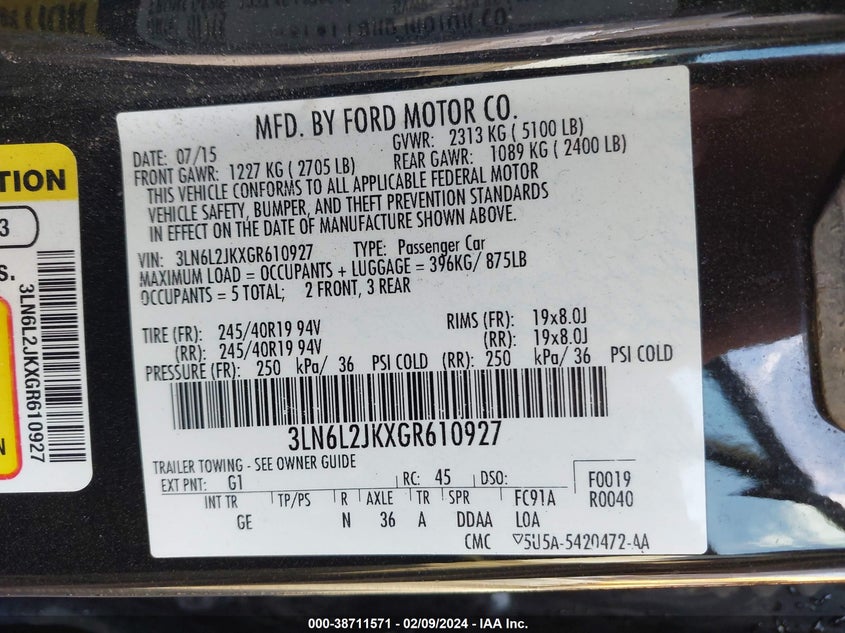 MFD. BY FORD MOTOR CO.
DATE: 07/15 GVWR: 2313 KG ( 5100 LB)
FRONT GAWR: 1227 KG ( 2705 LB) REAR GAWR: 1089 KG ( 2400 LB)
THIS VEHICLE CONFORMS TO ALL APPLICABLE FEDERAL MOTOR
VEHICLE SAFETY, BUMPER, AND THEFT PREVENTION STANDARDS
IN EFFECT ON THE DATE OF MANUFACTURE SHOWN ABOVE.
VIN: 3LN6L2JKXGR610927 TYPE: Passenger Car
MAXIMUM LOAD = OCCUPANTS + LUGGAGE = 396KG/ 875LB
OCCUPANTS = 5 TOTAL; 2 FRONT, 3 REAR
TIRE (FR): 245/40R19 94V RIMS (FR): 19x8.0J
(RR): 245/40R19 94V (RR): 19x8.0J
PRESSURE (FR): 250 kPa/ 36 PSI COLD (RR): 250 kPa/ 36 PSI COLD
3LN6L2JKXGR610927
TRAILER TOWING - SEE OWNER GUIDE
EXT PNT: G1 RC: 45 DSO: F0019
INT TR TP/PS R AXLE TR SPR FC91A R0040
GE N 36 A DDAA LOA
CMC ▽5U5A-5420472-AA
TION
3
S.
3LN6L2JKXGR610927
N
000-38711571 - 02/09/2024 - IAA Inc.